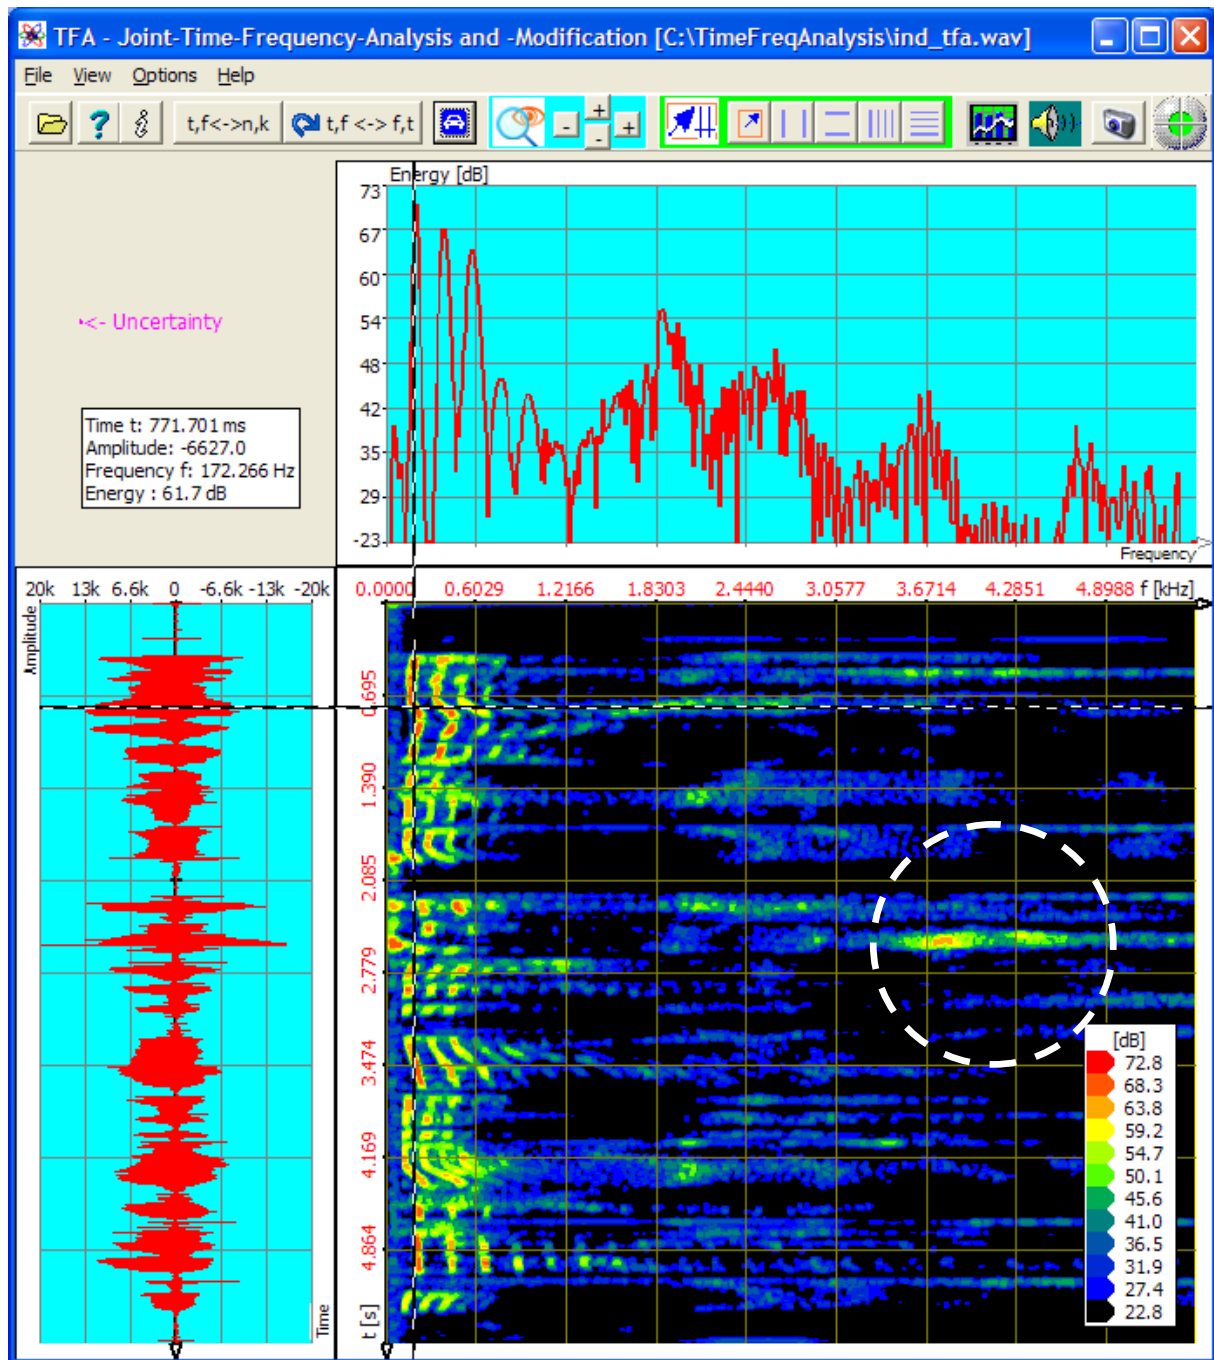 TFA - Joint-Time-Frequency-Analysis and -Modification [C:\TimeFreqAnalysis\ind_tfa.wav]
File View Options Help
t,f<->n,k t,f <-> f,t - + - +
Energy [dB]
73
67
60
54
48
42
35
29
-23
Frequency
<- Uncertainty
Time t: 771.701 ms
Amplitude: -6627.0
Frequency f: 172.266 Hz
Energy : 61.7 dB
20k 13k 6.6k 0 -6.6k -13k -20k
Amplitude
Time
0.0000 0.6029 1.2166 1.8303 2.4440 3.0577 3.6714 4.2851 4.8988 f [kHz]
0.695
1.390
2.085
2.779
3.474
4.169
4.864
t [s]
[dB]
72.8
68.3
63.8
59.2
54.7
50.1
45.6
41.0
36.5
31.9
27.4
22.8